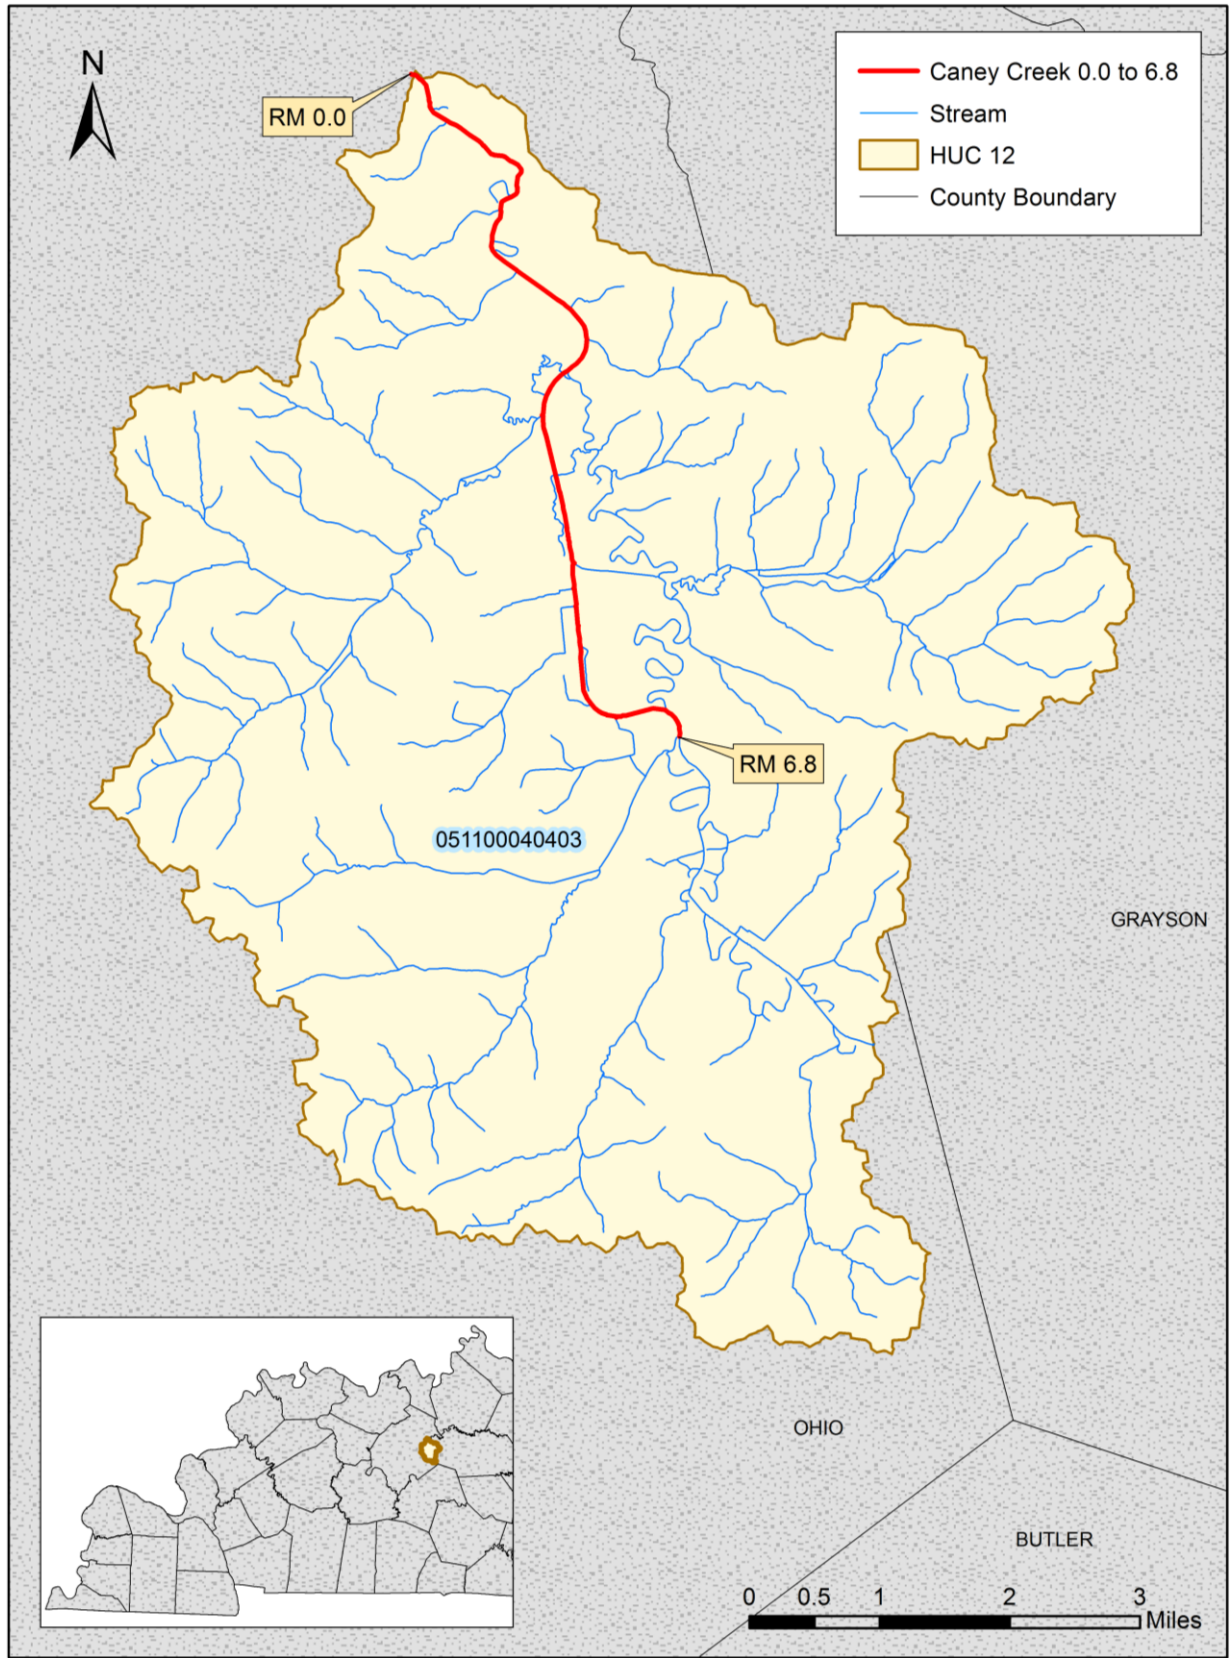 N
RM 0.0
Caney Creek 0.0 to 6.8
Stream
HUC 12
County Boundary
RM 6.8
051100040403
GRAYSON
OHIO
BUTLER
0 0.5 1 2 3
Miles